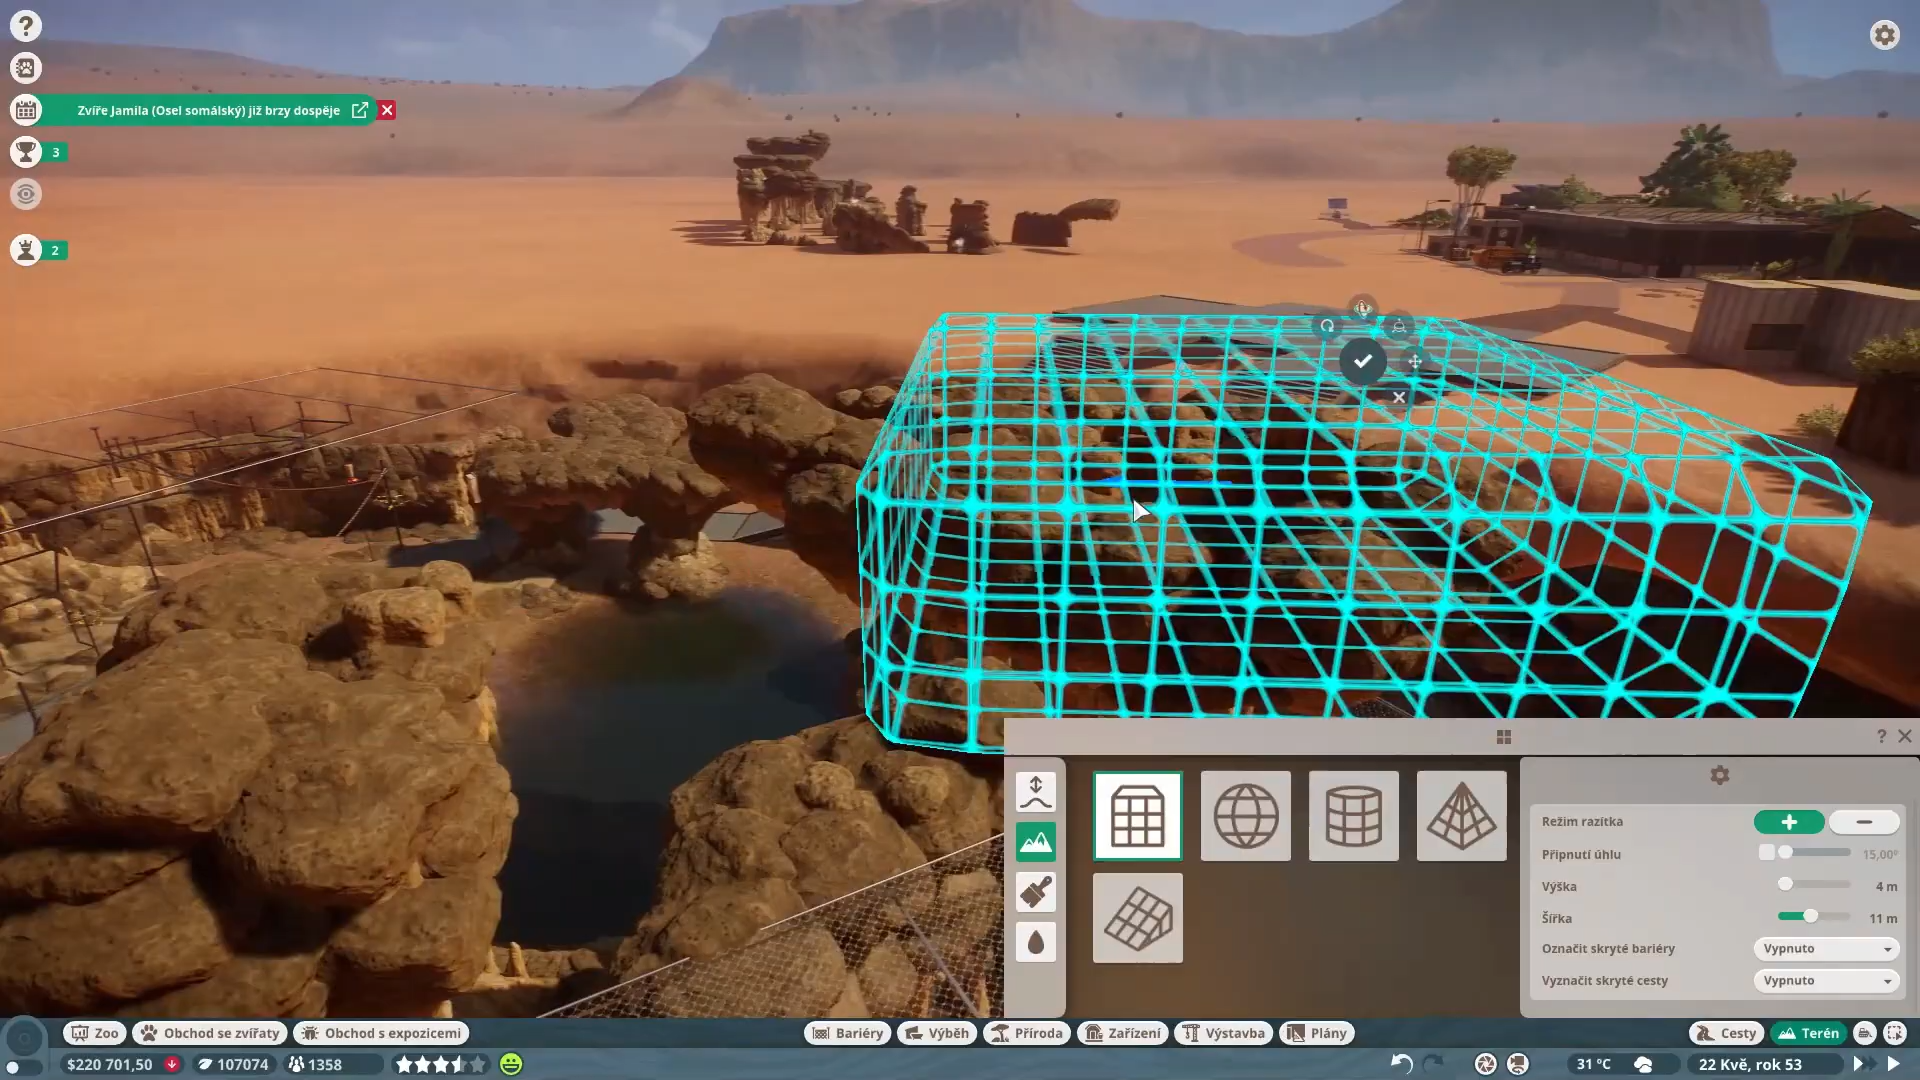 ?
Zvíře Jamila (Osel somálský) již brzy dospěje
3
2
?
Režim razítka
Připnutí úhlu 15,00°
Výška 4 m
Šířka 11 m
Označit skryté bariéry Vypnuto
Vyznačit skryté cesty Vypnuto
Zoo Obchod se zvířaty Obchod s expozicemi Bariéry Výběh Příroda Zařízení Výstavba Plány Cesty Terén
$220 701,50 107074 1358 31 °C 22 Kvě, rok 53